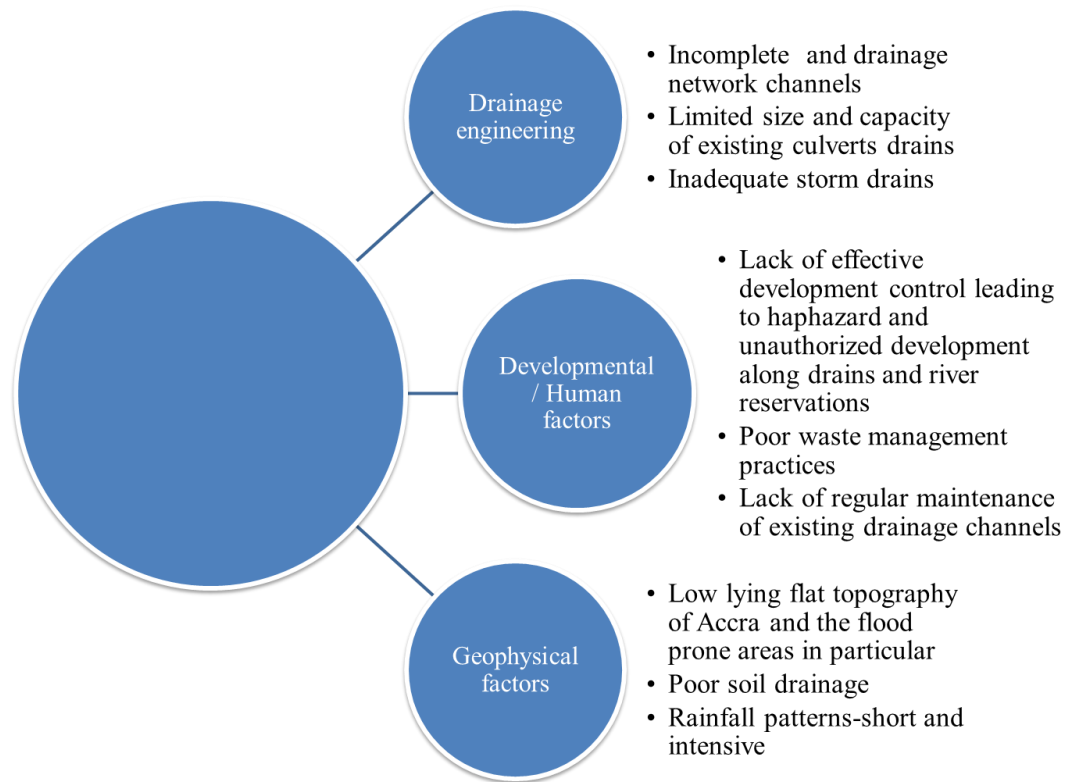 Drainage
engineering
• Incomplete and drainage
network channels
• Limited size and capacity
of existing culverts drains
• Inadequate storm drains
Developmental
/ Human
factors
• Lack of effective
development control leading
to haphazard and
unauthorized development
along drains and river
reservations
• Poor waste management
practices
• Lack of regular maintenance
of existing drainage channels
Geophysical
factors
• Low lying flat topography
of Accra and the flood
prone areas in particular
• Poor soil drainage
• Rainfall patterns-short and
intensive